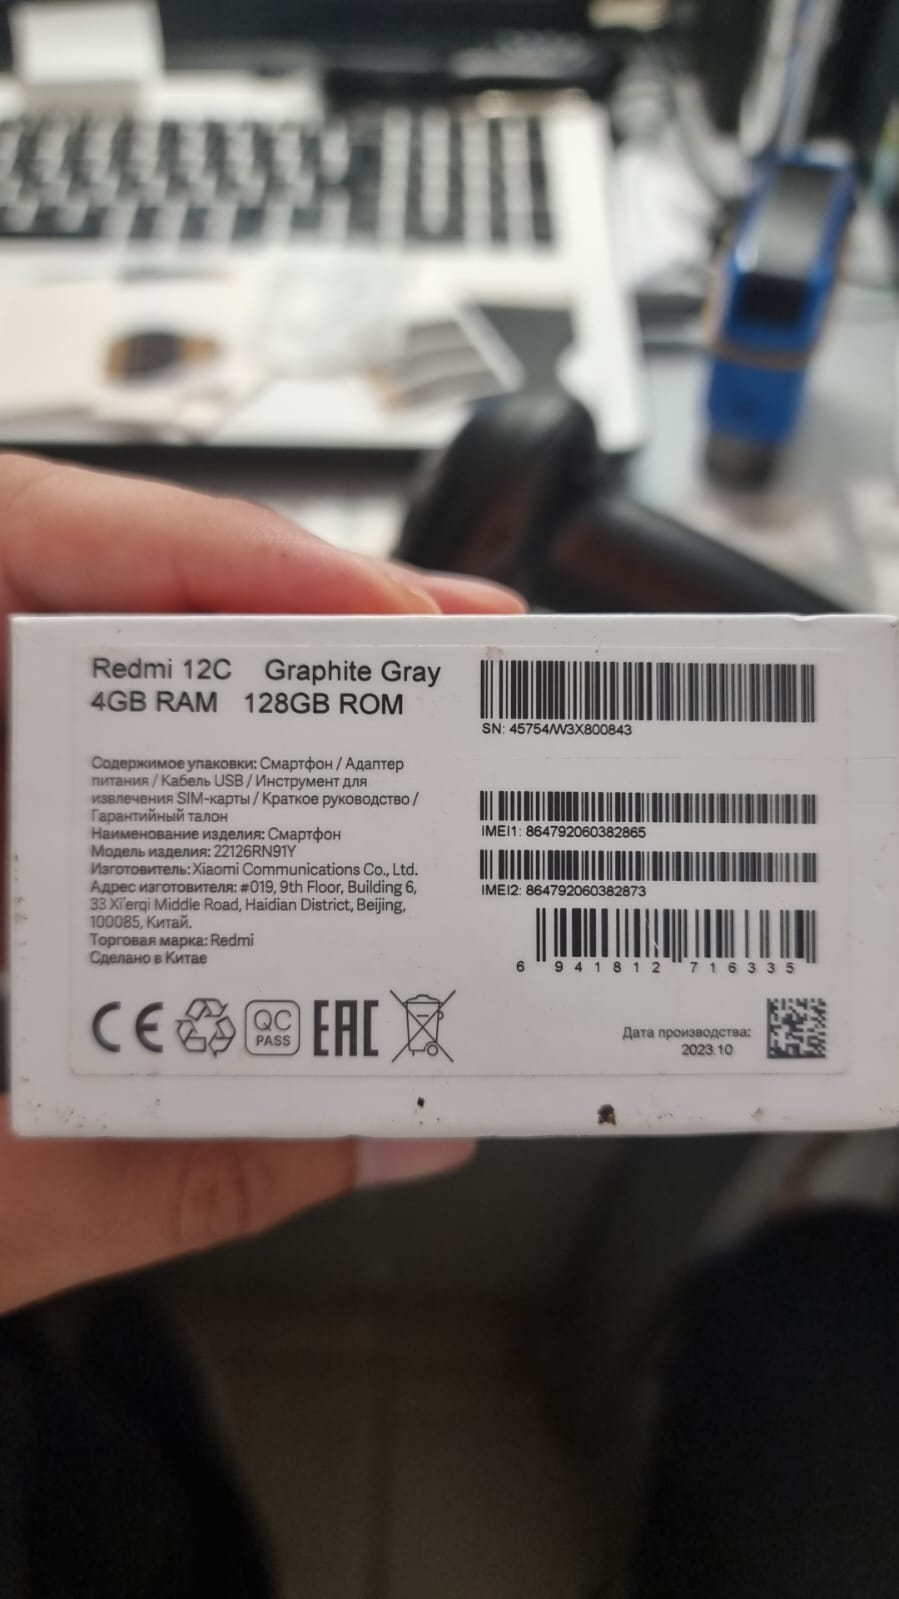 Redmi 12C Graphite Gray
4GB RAM 128GB ROM
SN: 45754/W3X800843
Содержимое упаковки: Смартфон / Адаптер
питания / Кабель USB / Инструмент для
извлечения SIM-карты / Краткое руководство /
Гарантийный талон
Наименование изделия: Смартфон
Модель изделия: 22126RN91Y
Изготовитель: Xiaomi Communications Co., Ltd.
Адрес изготовителя: #019, 9th Floor, Building 6,
33 Xi'erqi Middle Road, Haidian District, Beijing,
100085, Китай.
Торговая марка: Redmi
Сделано в Китае
IMEI1: 864792060382865
IMEI2: 864792060382873
6 941812 716335
CE
QC
PASS
EAC
Дата производства:
2023.10